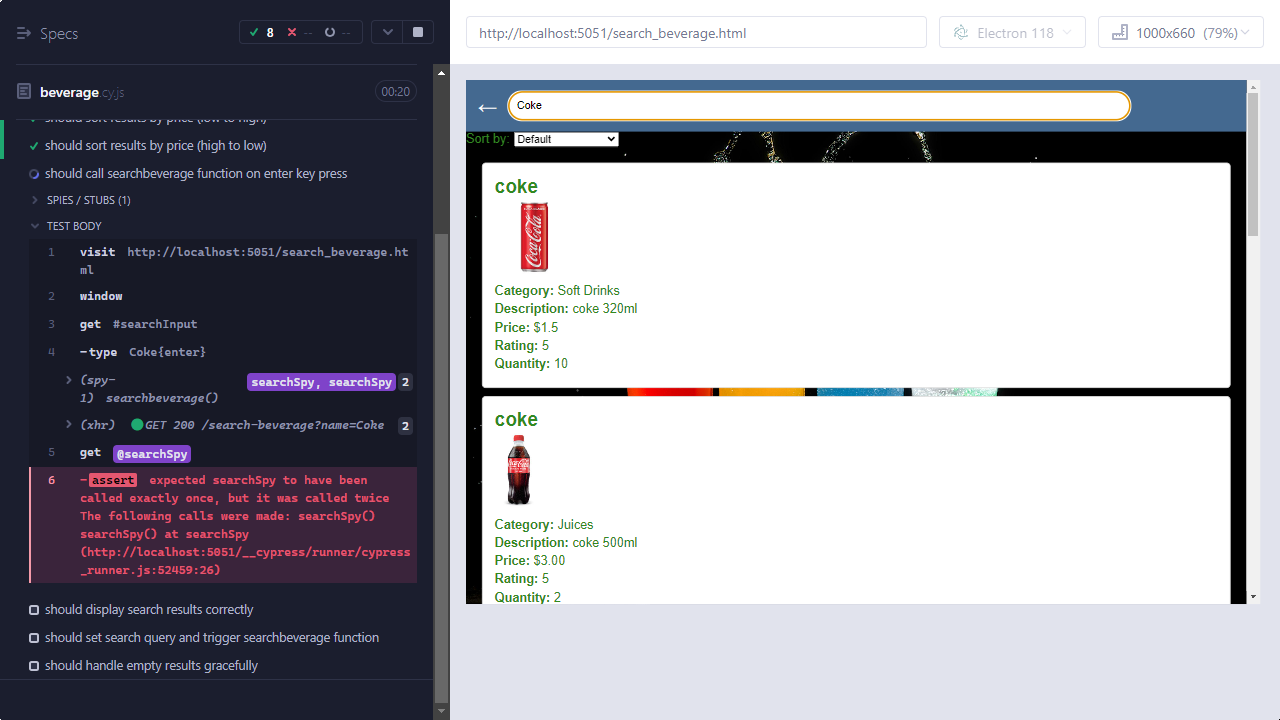 Specs
8
--
--
http://localhost:5051/search_beverage.html
Electron 118
1000x660 (79%)
beverage.cy.js
00:20
should sort results by price (low to high)
should sort results by price (high to low)
should call searchbeverage function on enter key press
SPIES / STUBS (1)
TEST BODY
1 visit http://localhost:5051/search_beverage.ht
ml
2 window
3 get #searchInput
4 -type Coke{enter}
(spy- searchSpy, searchSpy 2
1) searchbeverage()
(xhr) GET 200 /search-beverage?name=Coke 2
5 get @searchSpy
6 -assert expected searchSpy to have been
called exactly once, but it was called twice
The following calls were made: searchSpy()
searchSpy() at searchSpy
(http://localhost:5051/__cypress/runner/cypress
_runner.js:52459:26)
should display search results correctly
should set search query and trigger searchbeverage function
should handle empty results gracefully
← Coke
Sort by: Default
coke
Coca-Cola
Category: Soft Drinks
Description: coke 320ml
Price: $1.5
Rating: 5
Quantity: 10
coke
Category: Juices
Description: coke 500ml
Price: $3.00
Rating: 5
Quantity: 2